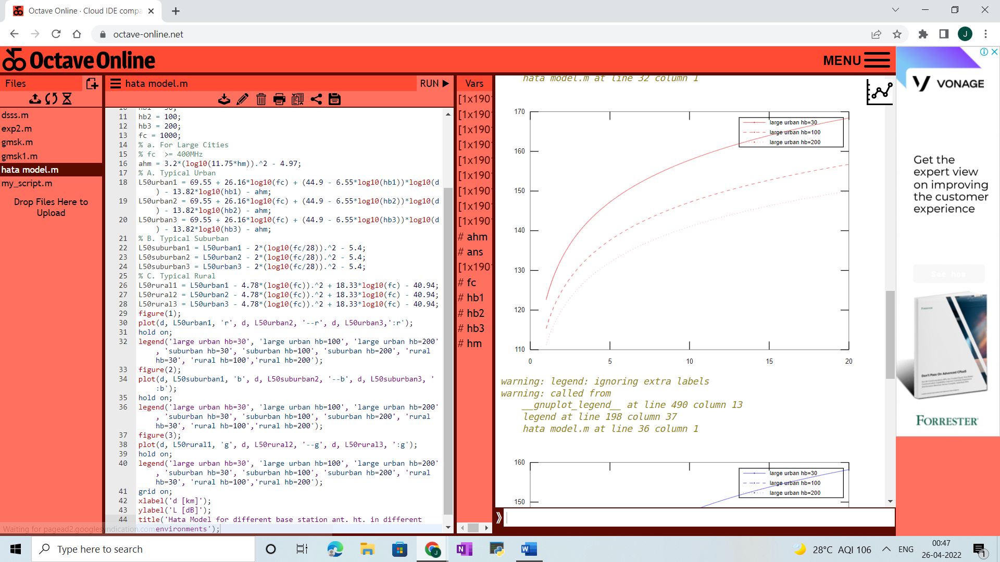 Octave Online · Cloud IDE compa
octave-online.net
J
Octave Online
MENU
Files
dsss.m
exp2.m
gmsk.m
gmsk1.m
hata model.m
my_script.m
Drop Files Here to
Upload
hata model.m
RUN
11 hb2 = 100;
12 hb3 = 200;
13 fc = 1000;
14 % a. For Large Cities
15 % fc  >= 400MHz
16 ahm = 3.2*(log10(11.75*hm)).^2 - 4.97;
17 % A. Typical Urban
18 L50urban1 = 69.55 + 26.16*log10(fc) + (44.9 - 6.55*log10(hb1))*log10(d
) - 13.82*log10(hb1) - ahm;
19 L50urban2 = 69.55 + 26.16*log10(fc) + (44.9 - 6.55*log10(hb2))*log10(d
) - 13.82*log10(hb2) - ahm;
20 L50urban3 = 69.55 + 26.16*log10(fc) + (44.9 - 6.55*log10(hb3))*log10(d
) - 13.82*log10(hb3) - ahm;
21 % B. Typical Suburban
22 L50suburban1 = L50urban1 - 2*(log10(fc/28)).^2 - 5.4;
23 L50suburban2 = L50urban2 - 2*(log10(fc/28)).^2 - 5.4;
24 L50suburban3 = L50urban3 - 2*(log10(fc/28)).^2 - 5.4;
25 % C. Typical Rural
26 L50rural1 = L50urban1 - 4.78*(log10(fc)).^2 + 18.33*log10(fc) - 40.94;
27 L50rural2 = L50urban2 - 4.78*(log10(fc)).^2 + 18.33*log10(fc) - 40.94;
28 L50rural3 = L50urban3 - 4.78*(log10(fc)).^2 + 18.33*log10(fc) - 40.94;
29 figure(1);
30 plot(d, L50urban1, 'r', d, L50urban2, '--r', d, L50urban3,':r');
31 hold on;
32 legend('large urban hb=30', 'large urban hb=100', 'large urban hb=200'
, 'suburban hb=30', 'suburban hb=100', 'suburban hb=200', 'rural
hb=30', 'rural hb=100','rural hb=200');
33 figure(2);
34 plot(d, L50suburban1, 'b', d, L50suburban2, '--b', d, L50suburban3, '
:b');
35 hold on;
36 legend('large urban hb=30', 'large urban hb=100', 'large urban hb=200'
, 'suburban hb=30', 'suburban hb=100', 'suburban hb=200', 'rural
hb=30', 'rural hb=100','rural hb=200');
37 figure(3);
38 plot(d, L50rural1, 'g', d, L50rural2, '--g', d, L50rural3, ':g');
39 hold on;
40 legend('large urban hb=30', 'large urban hb=100', 'large urban hb=200'
, 'suburban hb=30', 'suburban hb=100', 'suburban hb=200', 'rural
hb=30', 'rural hb=100','rural hb=200');
41 grid on;
42 xlabel('d [km]');
43 ylabel('L [dB]');
44 title('Hata Model for different base station ant. ht. in different
environments');
Waiting for pagead2.googlesyndication.com
Vars
[1x190
[1x190
[1x190
[1x190
[1x190
[1x190
[1x190
[1x190
[1x190
# ahm
# ans
[1x190
# fc
# hb1
# hb2
# hb3
# hm
hata model.m at line 32 column 1
170
160
150
140
130
120
110
0 5 10 15 20
large urban hb=30
large urban hb=100
large urban hb=200
warning: legend: ignoring extra labels
warning: called from
__gnuplot_legend__ at line 490 column 13
legend at line 198 column 37
hata model.m at line 36 column 1
160
150
large urban hb=30
large urban hb=100
large urban hb=200
VONAGE
Get the
expert view
on improving
the customer
experience
See how
Forrester
Don't Pass On Advanced CPaaS
FORRESTER
Type here to search
28°C AQI 106
ENG
00:47
26-04-2022
1